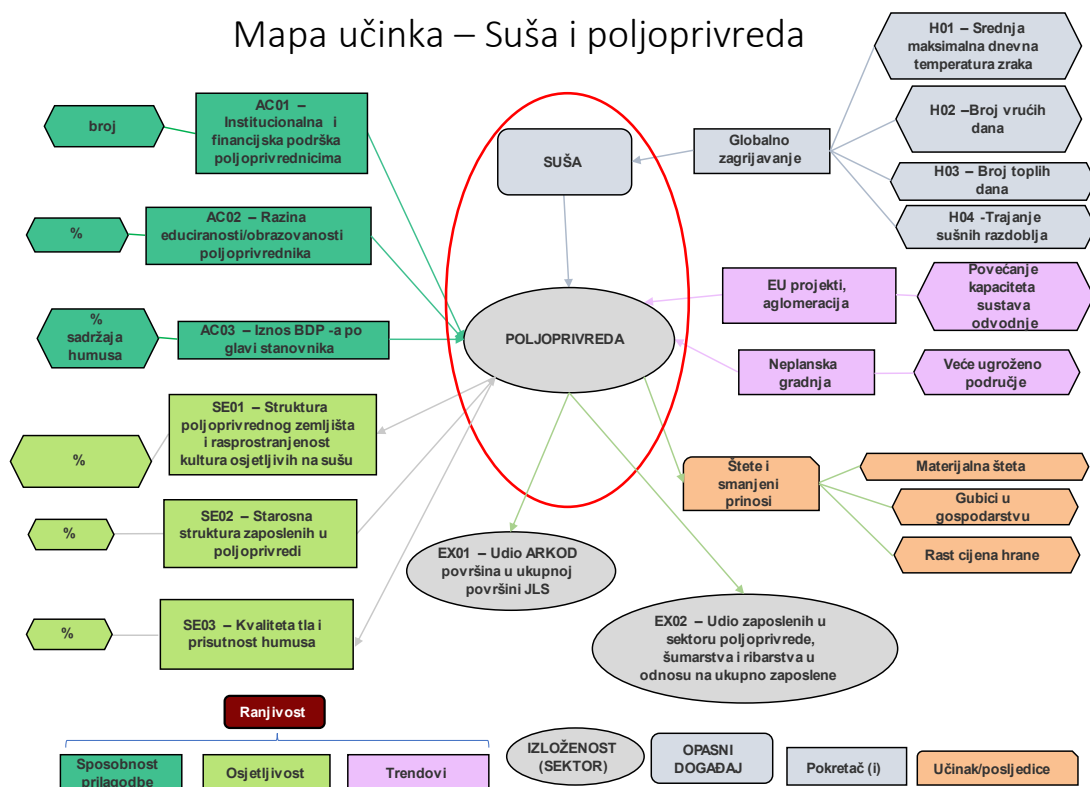 Mapa učinka – Suša i poljoprivreda
broj
AC01 –
Institucionalna i
financijska podrška
poljoprivrednicima
%
AC02 – Razina
educiranosti/obrazovanosti
poljoprivrednika
%
sadržaja
humusa
AC03 – Iznos BDP -a po
glavi stanovnika
%
SE01 – Struktura
poljoprivrednog zemljišta
i rasprostranjenost
kultura osjetljivih na sušu
%
SE02 – Starosna
struktura zaposlenih u
poljoprivredi
%
SE03 – Kvaliteta tla i
prisutnost humusa
SUŠA
POLJOPRIVREDA
Globalno
zagrijavanje
H01 – Srednja
maksimalna dnevna
temperatura zraka
H02 –Broj vrućih
dana
H03 – Broj toplih
dana
H04 -Trajanje
sušnih razdoblja
EU projekti,
aglomeracija
Povećanje
kapaciteta
sustava
odvodnje
Neplanska
gradnja
Veće ugroženo
područje
Štete i
smanjeni
prinosi
Materijalna šteta
Gubici u
gospodarstvu
Rast cijena hrane
EX01 – Udio ARKOD
površina u ukupnoj
površini JLS
EX02 – Udio zaposlenih u
sektoru poljoprivrede,
šumarstva i ribarstva u
odnosu na ukupno zaposlene
Ranjivost
Sposobnost
prilagodbe
Osjetljivost
Trendovi
IZLOŽENOST
(SEKTOR)
OPASNI
DOGAĐAJ
Pokretač (i)
Učinak/posljedice